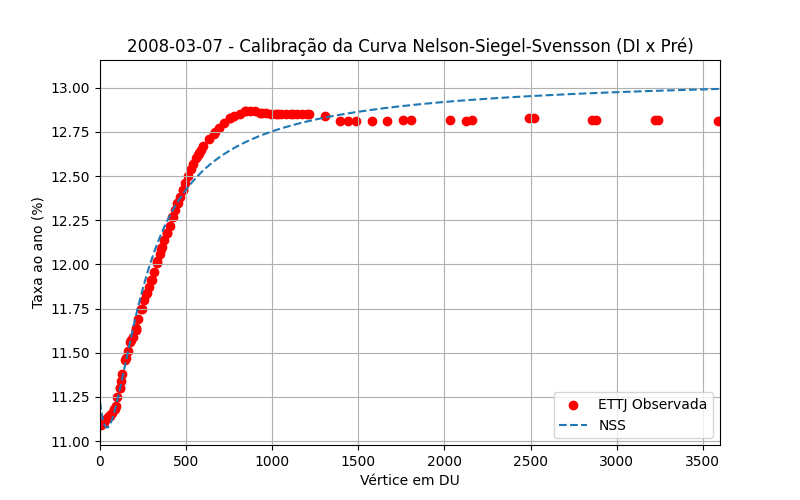 2008-03-07 - Calibração da Curva Nelson-Siegel-Svensson (DI x Pré)
13.00
12.75
12.50
12.25
12.00
11.75
11.50
11.25
11.00
Taxa ao ano (%)
ETTJ Observada
NSS
0 500 1000 1500 2000 2500 3000 3500
Vértice em DU